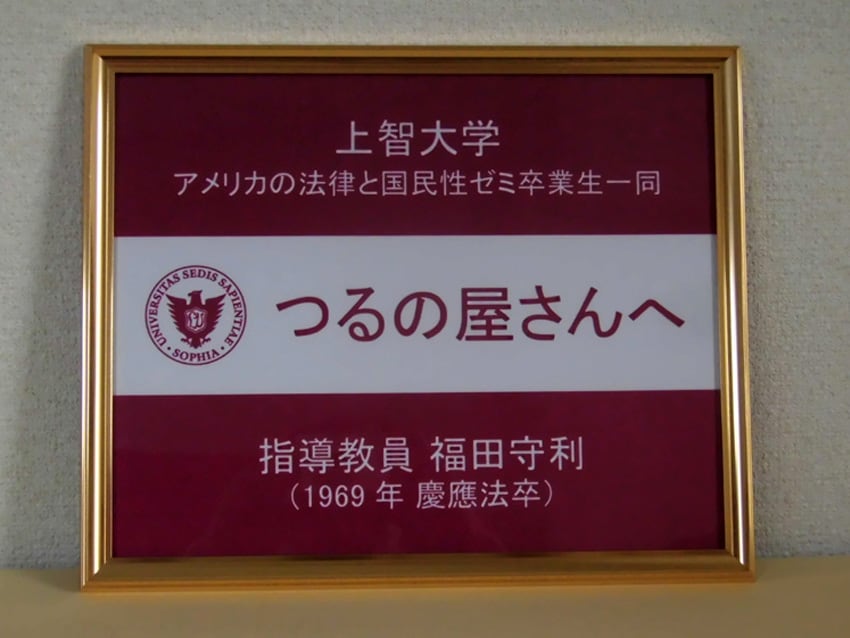 上智大学
アメリカの法律と国民性ゼミ卒業生一同
UNIVERSITAS SEDIS SAPIENTIAE
・SOPHIA・
つるの屋さんへ
指導教員 福田守利
（1969 年 慶應法卒）